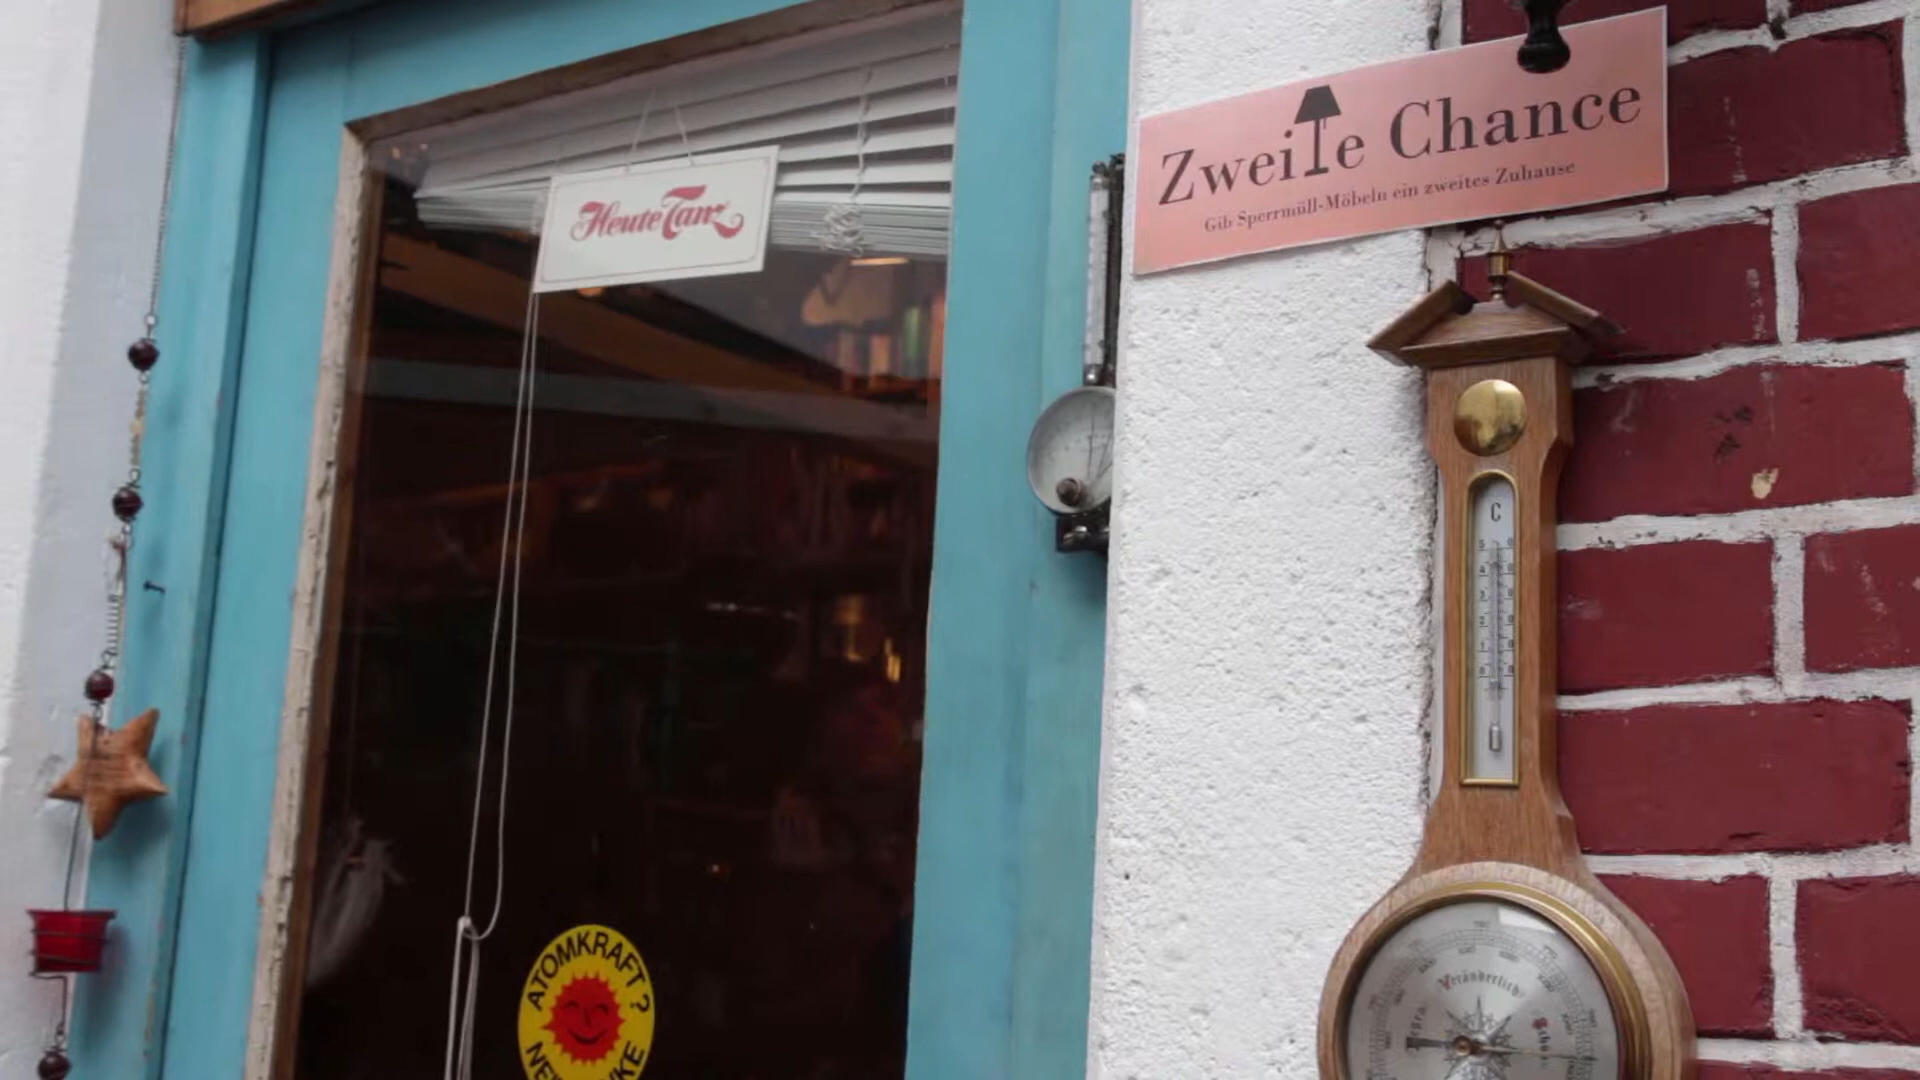 Heute Tanz
Zweite Chance
Gib Sperrmüll-Möbeln ein zweites Zuhause
C
ATOMKRAFT?
Veränderlich